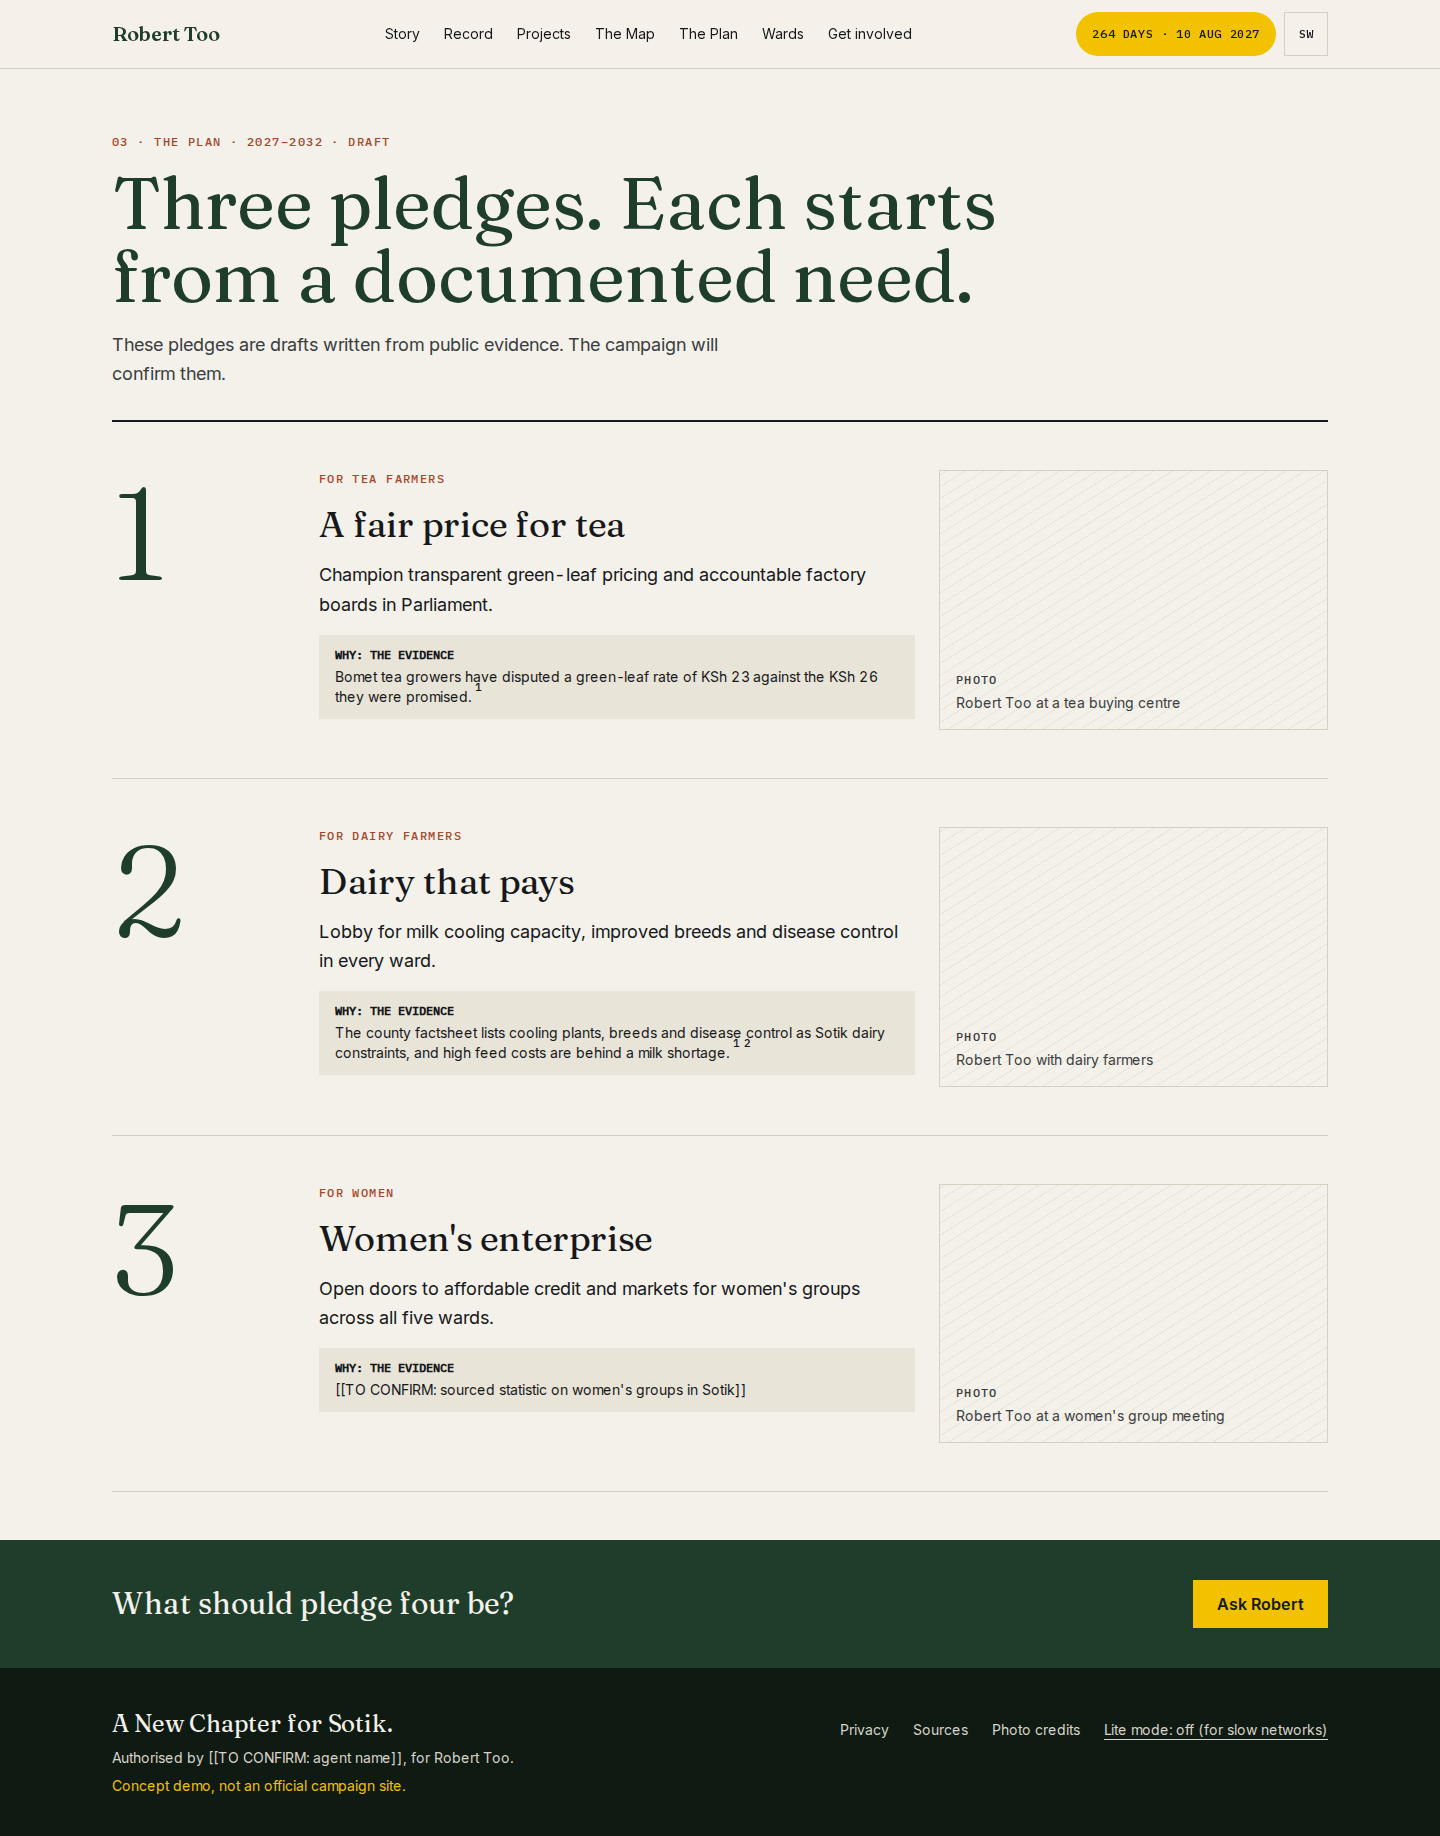 Robert Too
Story Record Projects The Map The Plan Wards Get involved
264 DAYS · 10 AUG 2027
SW
03 · THE PLAN · 2027–2032 · DRAFT
Three pledges. Each starts
from a documented need.
These pledges are drafts written from public evidence. The campaign will
confirm them.
1
FOR TEA FARMERS
A fair price for tea
Champion transparent green-leaf pricing and accountable factory
boards in Parliament.
WHY: THE EVIDENCE
Bomet tea growers have disputed a green-leaf rate of KSh 23 against the KSh 26
they were promised. 1
PHOTO
Robert Too at a tea buying centre
2
FOR DAIRY FARMERS
Dairy that pays
Lobby for milk cooling capacity, improved breeds and disease control
in every ward.
WHY: THE EVIDENCE
The county factsheet lists cooling plants, breeds and disease control as Sotik dairy
constraints, and high feed costs are behind a milk shortage. 1 2
PHOTO
Robert Too with dairy farmers
3
FOR WOMEN
Women's enterprise
Open doors to affordable credit and markets for women's groups
across all five wards.
WHY: THE EVIDENCE
[[TO CONFIRM: sourced statistic on women's groups in Sotik]]
PHOTO
Robert Too at a women's group meeting
What should pledge four be?
Ask Robert
A New Chapter for Sotik.
Authorised by [[TO CONFIRM: agent name]], for Robert Too.
Concept demo, not an official campaign site.
Privacy Sources Photo credits Lite mode: off (for slow networks)